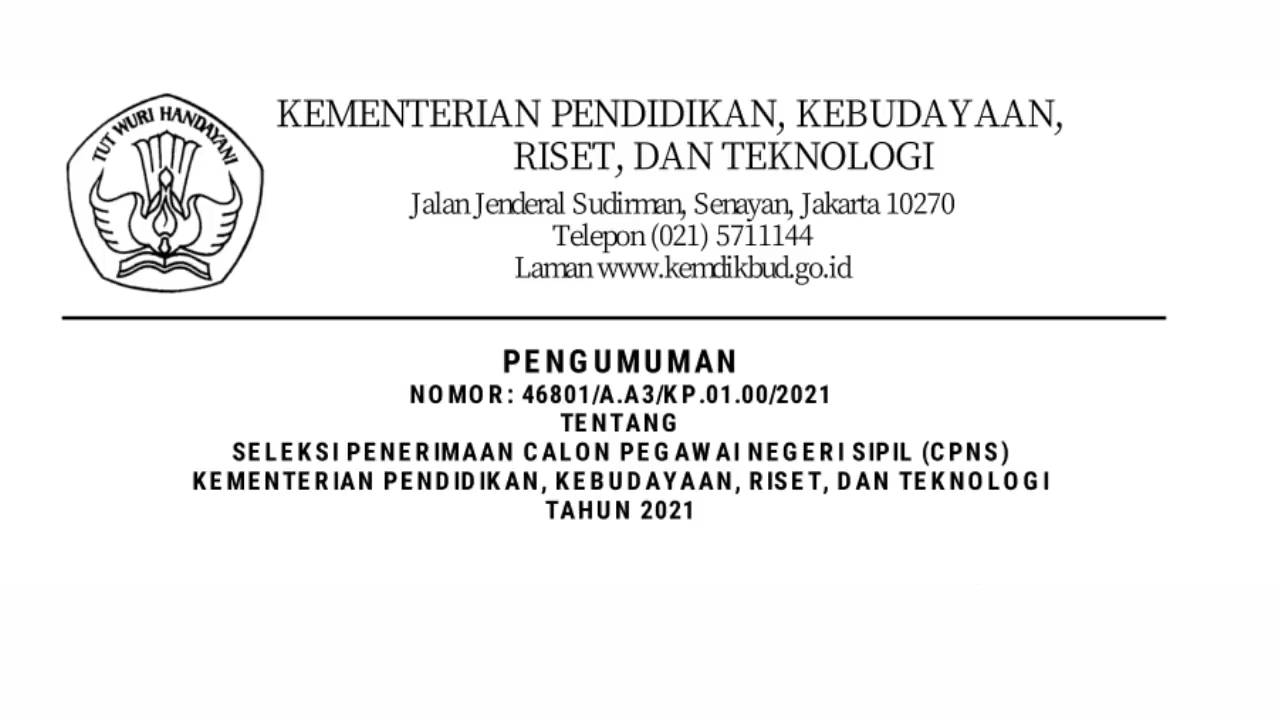 TUT WURI HANDAYANI
KEMENTERIAN PENDIDIKAN, KEBUDAYAAN,
RISET, DAN TEKNOLOGI
Jalan Jenderal Sudirman, Senayan, Jakarta 10270
Telepon (021) 5711144
Laman www.kemdikbud.go.id
PENGUMUMAN
NOMOR: 46801/A.A3/KP.01.00/2021
TENTANG
SELEKSI PENERIMAAN CALON PEGAWAI NEGERI SIPIL (CPNS)
KEMENTERIAN PENDIDIKAN, KEBUDAYAAN, RISET, DAN TEKNOLOGI
TAHUN 2021